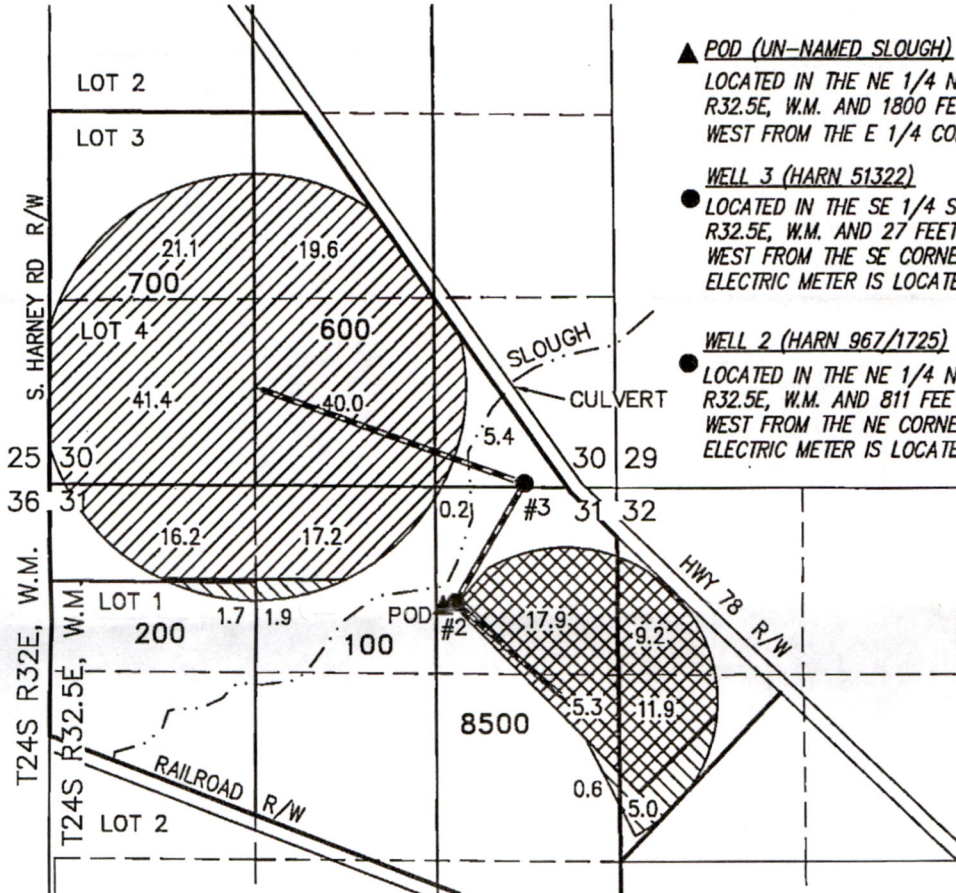 ▲ POD (UN-NAMED SLOUGH)
LOCATED IN THE NE 1/4 N
R32.5E, W.M. AND 1800 FE
WEST FROM THE E 1/4 CO
WELL 3 (HARN 51322)
LOCATED IN THE SE 1/4 S
R32.5E, W.M. AND 27 FEET
WEST FROM THE SE CORNE
ELECTRIC METER IS LOCATE
WELL 2 (HARN 967/1725)
LOCATED IN THE NE 1/4 N
R32.5E, W.M. AND 811 FEE
WEST FROM THE NE CORNE
ELECTRIC METER IS LOCATE
LOT 2
LOT 3
S. HARNEY RD R/W
21.1
19.6
700
LOT 4
600
SLOUGH
CULVERT
41.4
40.0
5.4
25 30
30 29
36 31
31 32
0.2
#3
16.2
17.2
HWY 78 R/W
LOT 1
1.7
1.9
POD
#2
17.9
9.2
200
100
T24S R32E, W.M.
T24S R32.5E, W.M.
5.3
11.9
8500
RAILROAD R/W
0.6
5.0
LOT 2